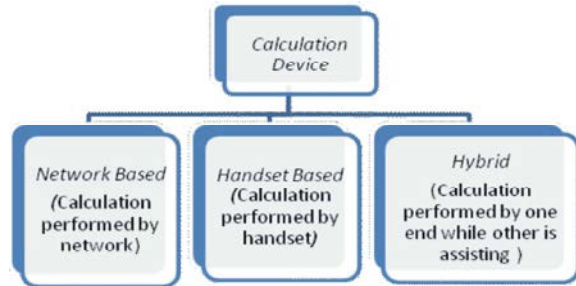 Calculation
Device
Network Based
(Calculation
performed by
network)
Handset Based
(Calculation
performed by
handset)
Hybrid
(Calculation
performed by one
end while other is
assisting )